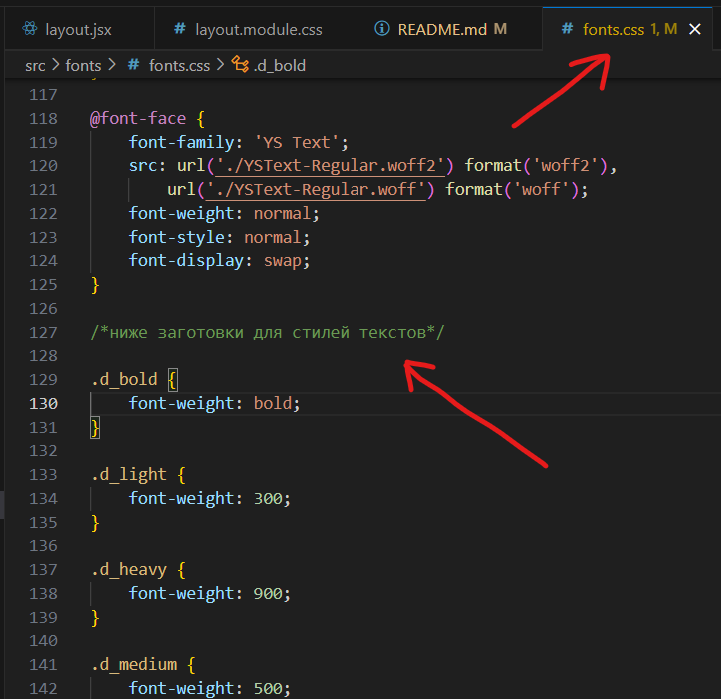 layout.jsx # layout.module.css README.md M # fonts.css 1, M
src > fonts > # fonts.css > .d_bold
117
118 @font-face {
119 font-family: 'YS Text';
120 src: url('./YSText-Regular.woff2') format('woff2'),
121 url('./YSText-Regular.woff') format('woff');
122 font-weight: normal;
123 font-style: normal;
124 font-display: swap;
125 }
126
127 /*ниже заготовки для стилей текстов*/
128
129 .d_bold {
130 font-weight: bold;
131 }
132
133 .d_light {
134 font-weight: 300;
135 }
136
137 .d_heavy {
138 font-weight: 900;
139 }
140
141 .d_medium {
142 font-weight: 500;